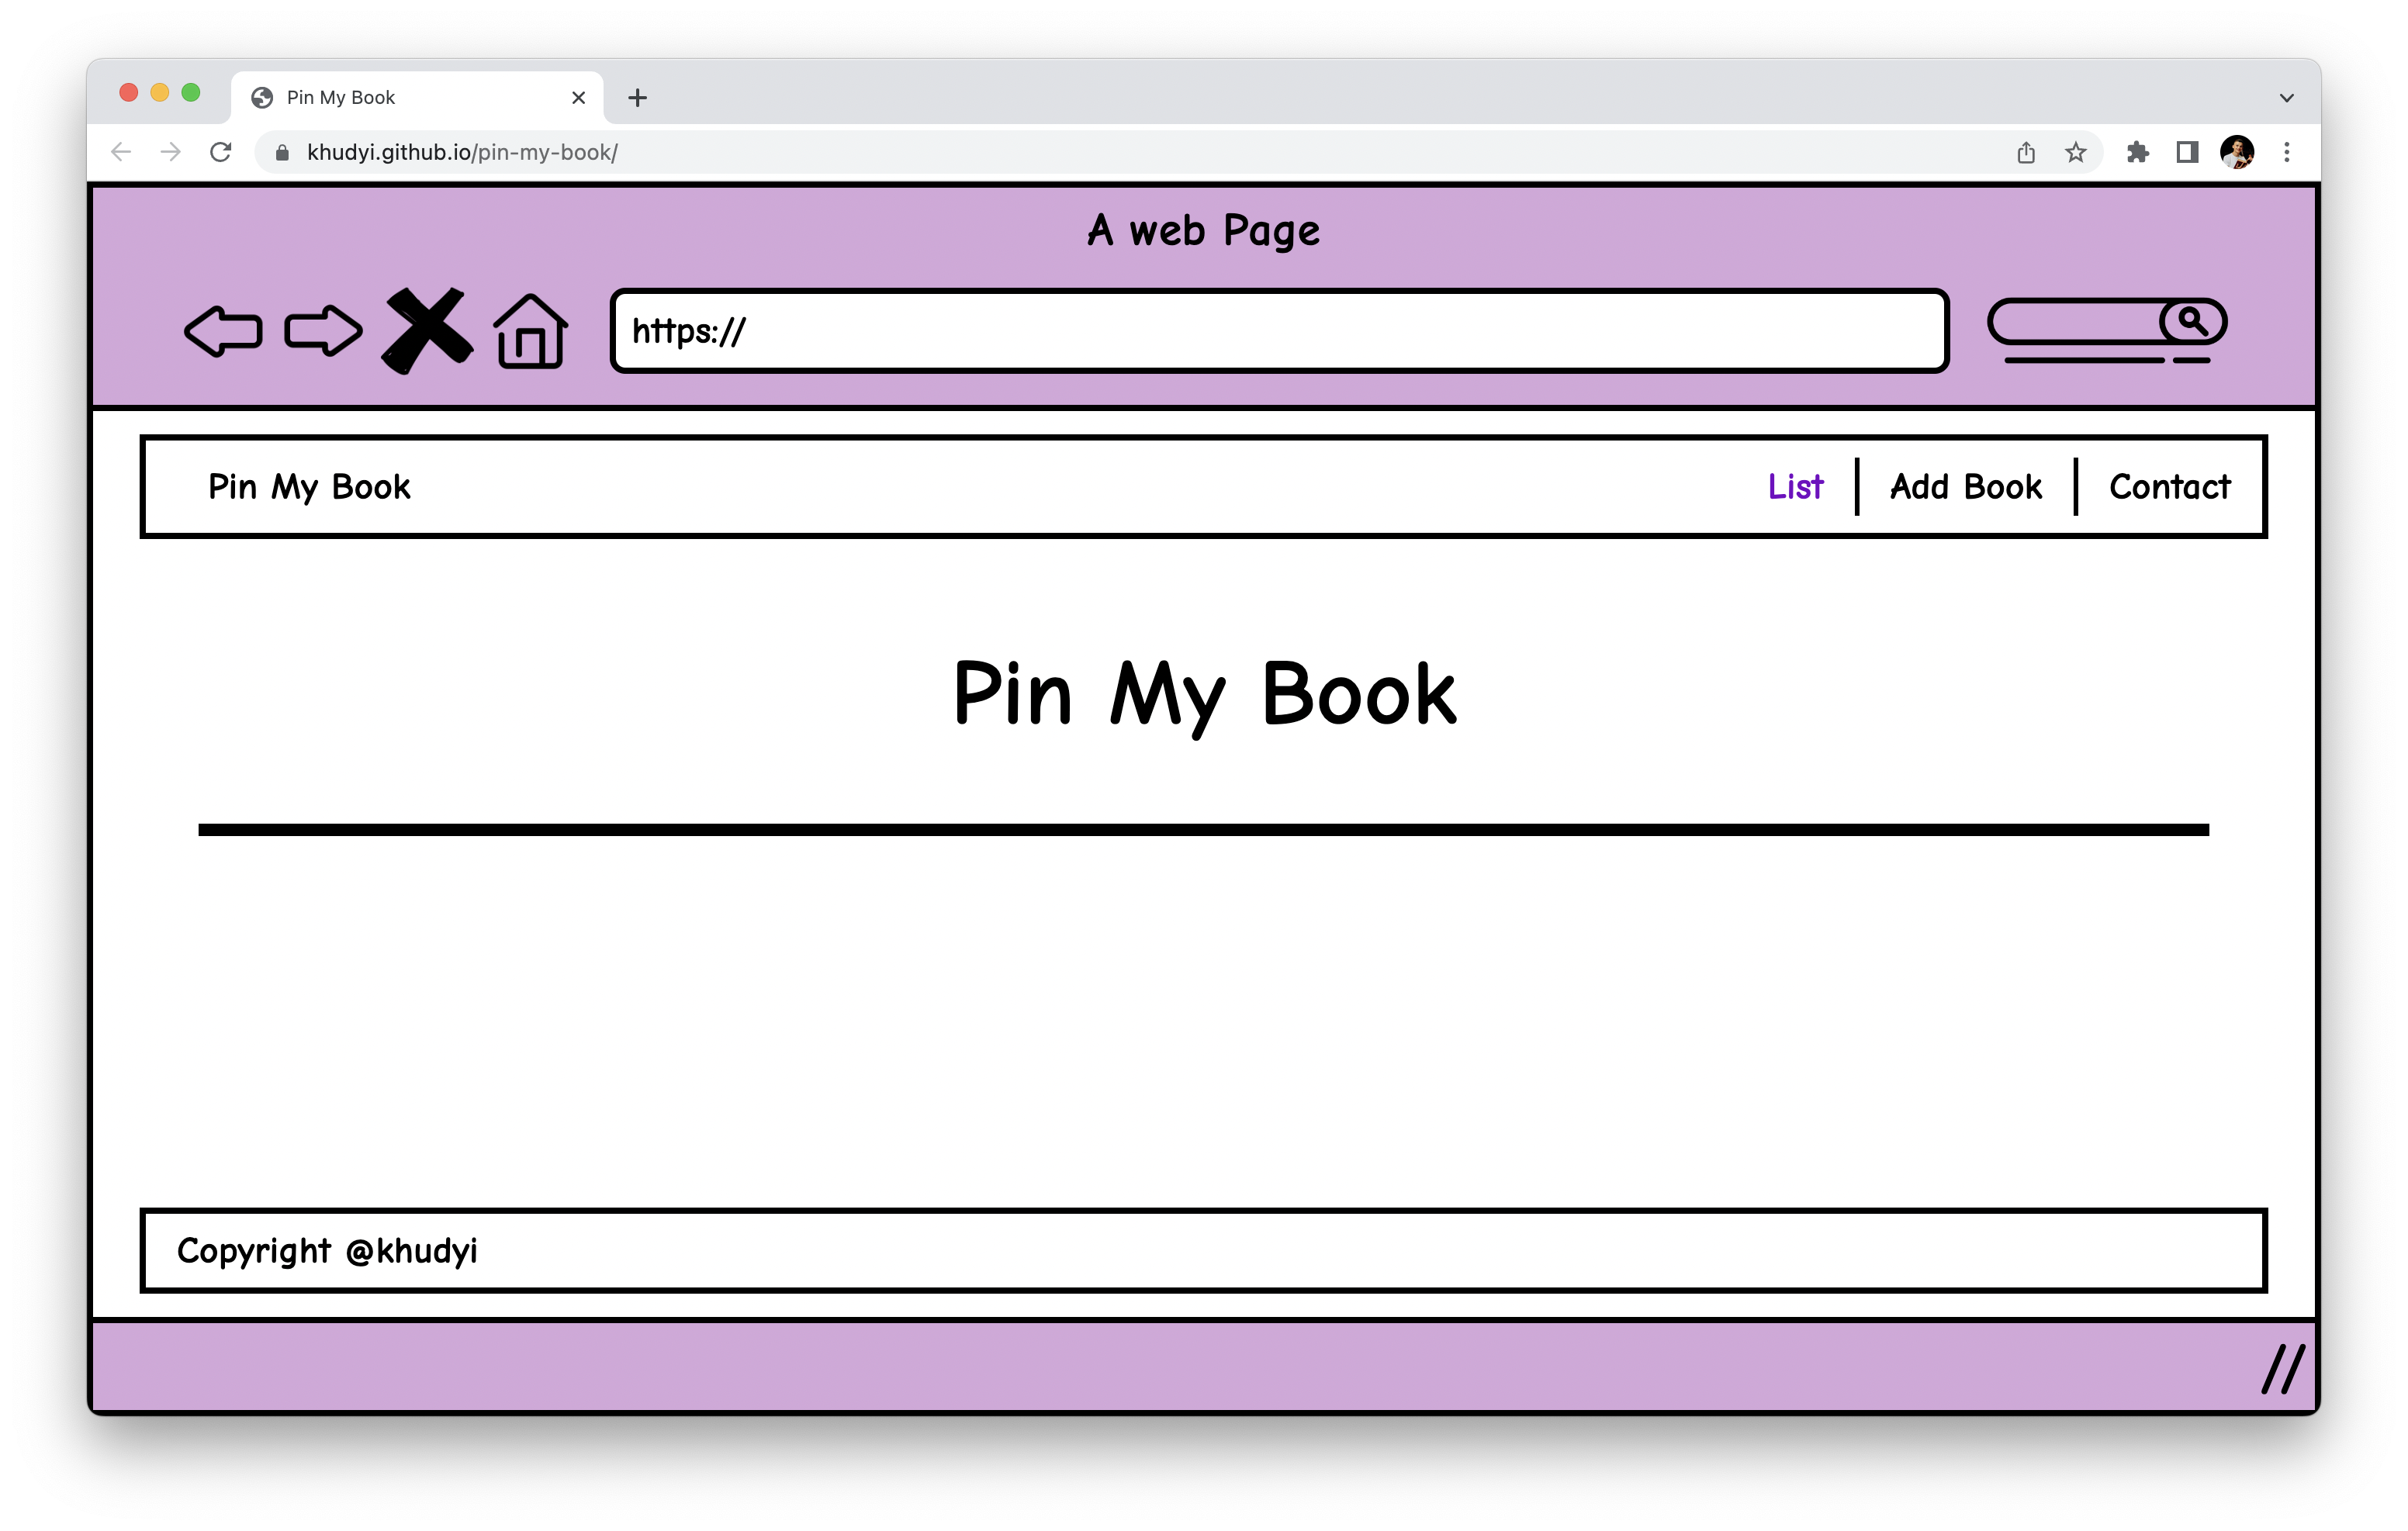 Pin My Book
khudyi.github.io/pin-my-book/
A web Page
https://
Pin My Book
List
Add Book
Contact
Pin My Book
Copyright @khudyi
//